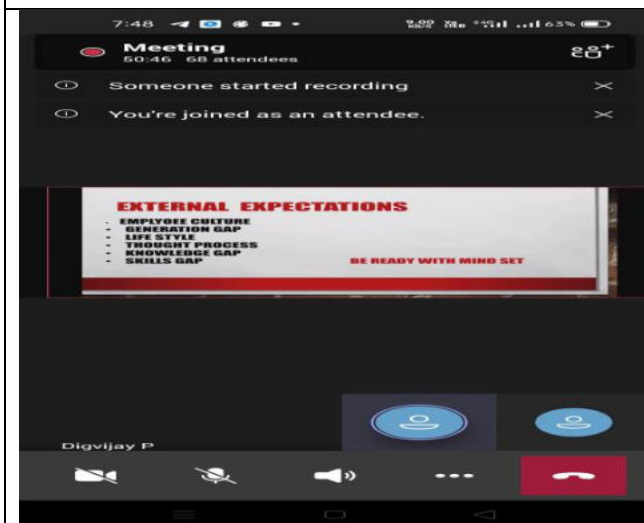 7:48
63%
Meeting
50:46 68 attendees
Someone started recording
You're joined as an attendee.
EXTERNAL EXPECTATIONS
EMPLYOEE CULTURE
GENERATION GAP
LIFE STYLE
THOUGHT PROCESS
KNOWLEDGE GAP
SKILLS GAP BE READY WITH MIND SET
Digvijay P